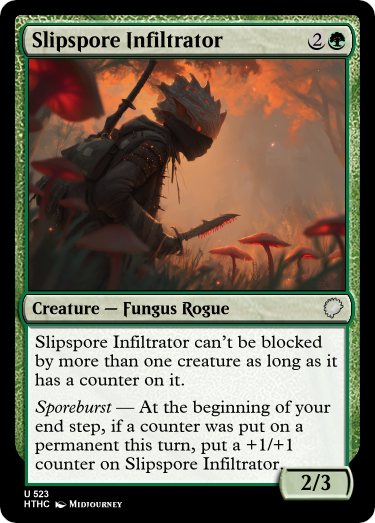 Slipspore Infiltrator 2
Creature — Fungus Rogue
Slipspore Infiltrator can't be blocked
by more than one creature as long as it
has a counter on it.
Sporeburst — At the beginning of your
end step, if a counter was put on a
permanent this turn, put a +1/+1
counter on Slipspore Infiltrator.
2/3
U 523
HTHC Midjourney